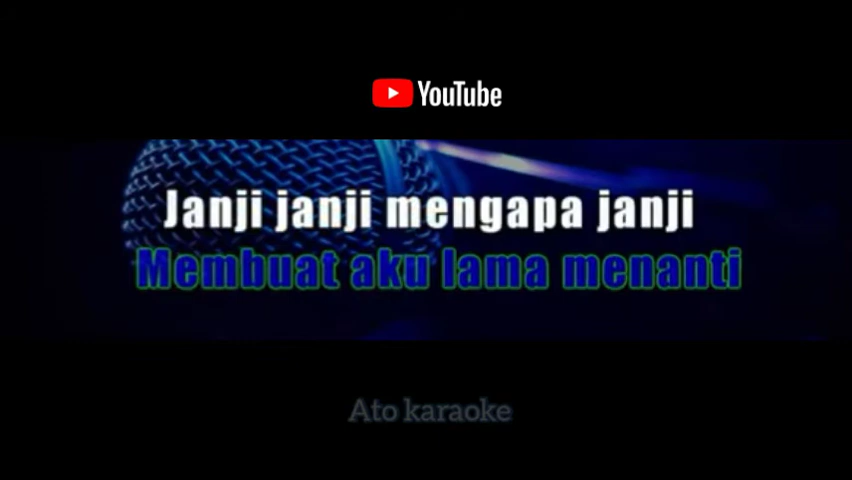 YouTube
Janji janji mengapa janji
Membuat aku lama menanti
Ato karaoke